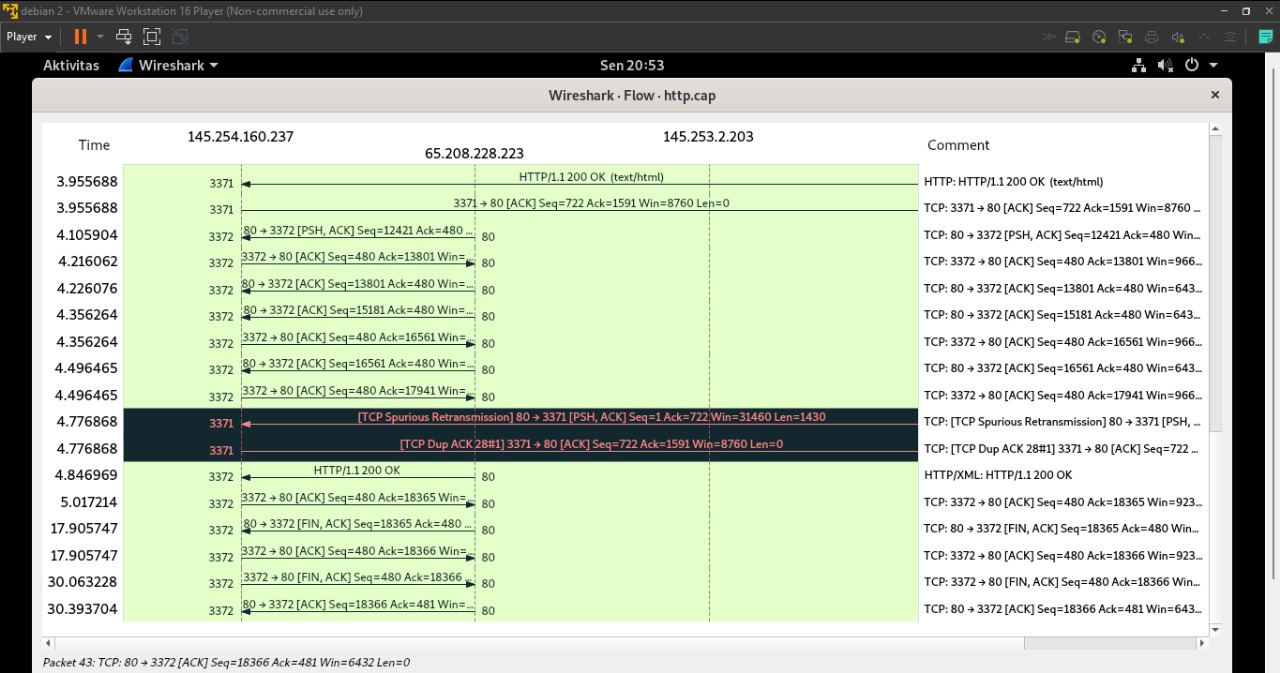 debian 2 - VMware Workstation 16 Player (Non-commercial use only)
Player
Aktivitas Wireshark Sen 20:53
Wireshark · Flow · http.cap
Time 145.254.160.237 65.208.228.223 145.253.2.203 Comment
3.955688 3371 HTTP/1.1 200 OK (text/html) HTTP: HTTP/1.1 200 OK (text/html)
3.955688 3371 3371 → 80 [ACK] Seq=722 Ack=1591 Win=8760 Len=0 TCP: 3371 → 80 [ACK] Seq=722 Ack=1591 Win=8760 ...
4.105904 3372 80 → 3372 [PSH, ACK] Seq=12421 Ack=480 ... 80 TCP: 80 → 3372 [PSH, ACK] Seq=12421 Ack=480 Win...
4.216062 3372 3372 → 80 [ACK] Seq=480 Ack=13801 Win=... 80 TCP: 3372 → 80 [ACK] Seq=480 Ack=13801 Win=966...
4.226076 3372 80 → 3372 [ACK] Seq=13801 Ack=480 Win=... 80 TCP: 80 → 3372 [ACK] Seq=13801 Ack=480 Win=643...
4.356264 3372 80 → 3372 [ACK] Seq=15181 Ack=480 Win=... 80 TCP: 80 → 3372 [ACK] Seq=15181 Ack=480 Win=643...
4.356264 3372 3372 → 80 [ACK] Seq=480 Ack=16561 Win=... 80 TCP: 3372 → 80 [ACK] Seq=480 Ack=16561 Win=966...
4.496465 3372 80 → 3372 [ACK] Seq=16561 Ack=480 Win=... 80 TCP: 80 → 3372 [ACK] Seq=16561 Ack=480 Win=643...
4.496465 3372 3372 → 80 [ACK] Seq=480 Ack=17941 Win=... 80 TCP: 3372 → 80 [ACK] Seq=480 Ack=17941 Win=966...
4.776868 3371 [TCP Spurious Retransmission] 80 → 3371 [PSH, ACK] Seq=1 Ack=722 Win=31460 Len=1430 TCP: [TCP Spurious Retransmission] 80 → 3371 [PSH, ...
4.776868 3371 [TCP Dup ACK 28#1] 3371 → 80 [ACK] Seq=722 Ack=1591 Win=8760 Len=0 TCP: [TCP Dup ACK 28#1] 3371 → 80 [ACK] Seq=722 ...
4.846969 3372 HTTP/1.1 200 OK 80 HTTP/XML: HTTP/1.1 200 OK
5.017214 3372 3372 → 80 [ACK] Seq=480 Ack=18365 Win=... 80 TCP: 3372 → 80 [ACK] Seq=480 Ack=18365 Win=923...
17.905747 3372 80 → 3372 [FIN, ACK] Seq=18365 Ack=480 ... 80 TCP: 80 → 3372 [FIN, ACK] Seq=18365 Ack=480 Win...
17.905747 3372 3372 → 80 [ACK] Seq=480 Ack=18366 Win=... 80 TCP: 3372 → 80 [ACK] Seq=480 Ack=18366 Win=923...
30.063228 3372 3372 → 80 [FIN, ACK] Seq=480 Ack=18366 ... 80 TCP: 3372 → 80 [FIN, ACK] Seq=480 Ack=18366 Win...
30.393704 3372 80 → 3372 [ACK] Seq=18366 Ack=481 Win=... 80 TCP: 80 → 3372 [ACK] Seq=18366 Ack=481 Win=643...
Packet 43: TCP: 80 → 3372 [ACK] Seq=18366 Ack=481 Win=6432 Len=0